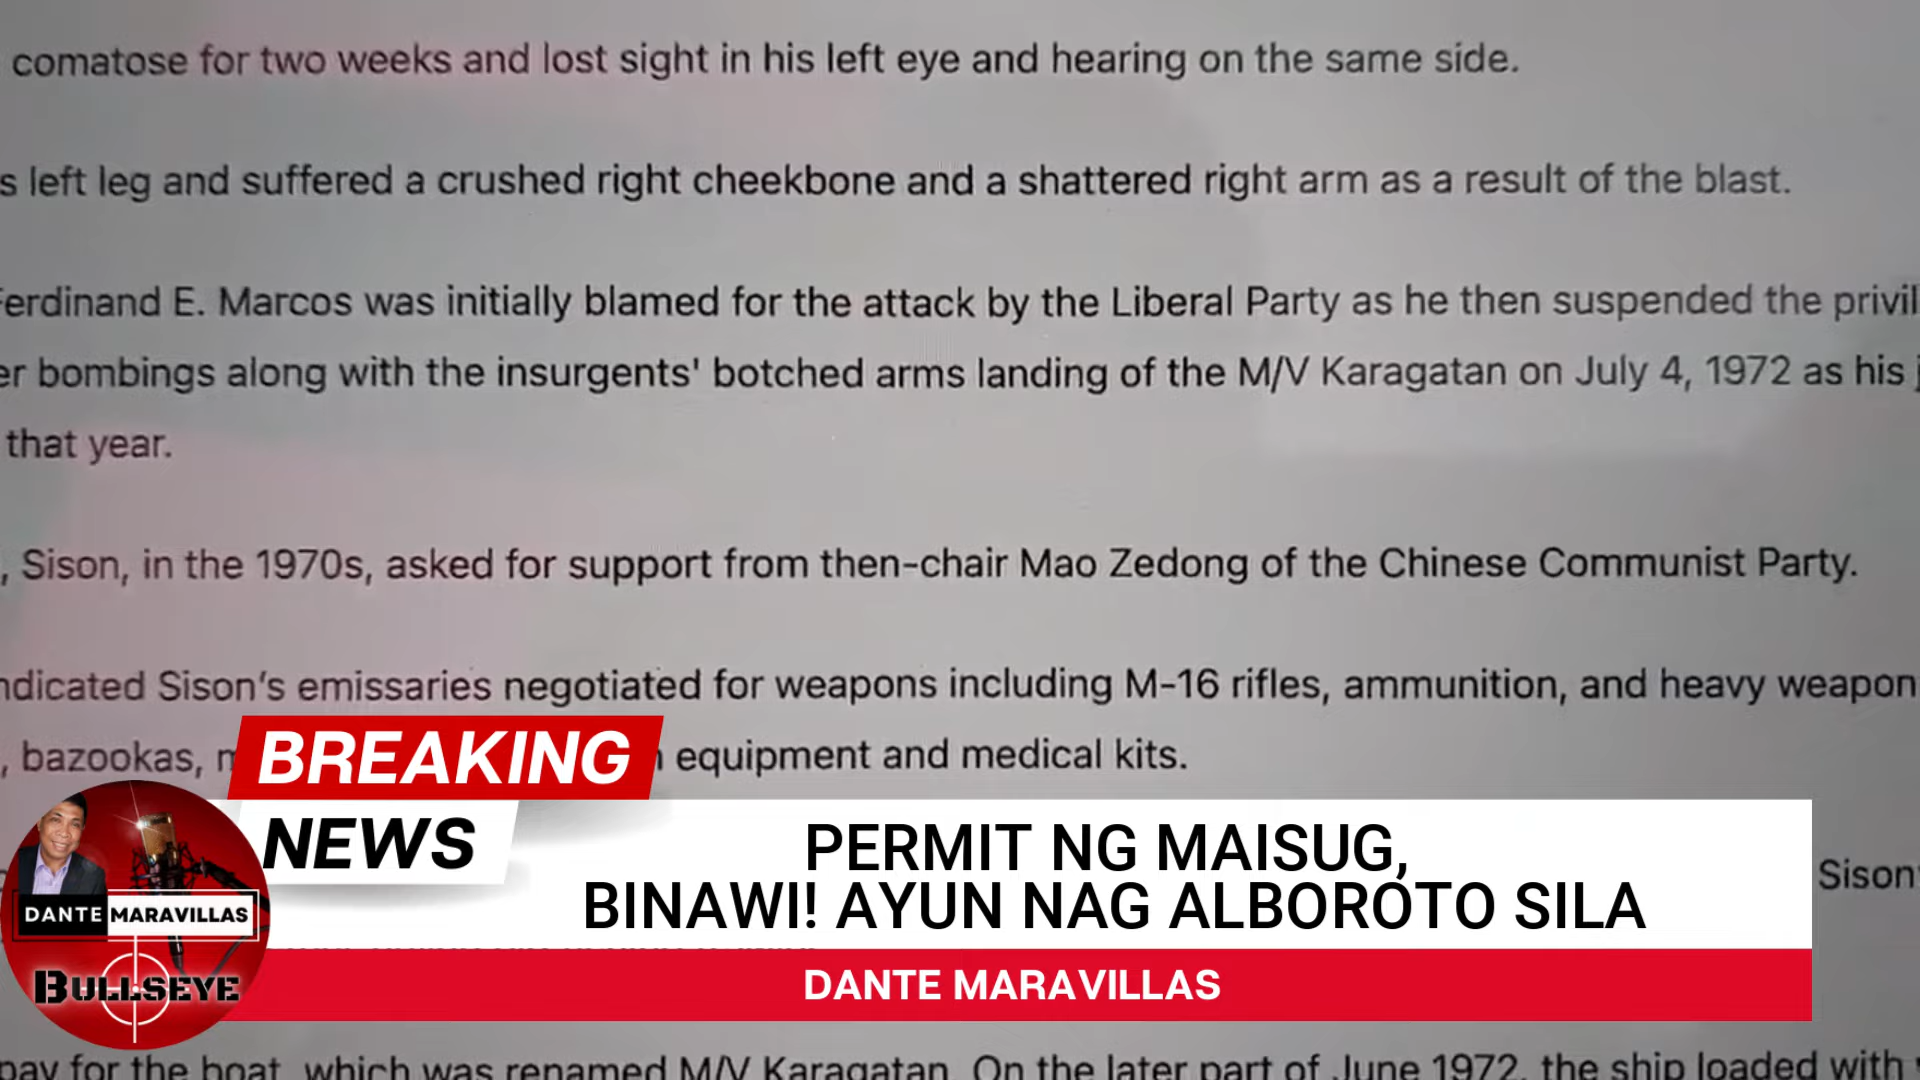 comatose for two weeks and lost sight in his left eye and hearing on the same side.
s left leg and suffered a crushed right cheekbone and a shattered right arm as a result of the blast.
Ferdinand E. Marcos was initially blamed for the attack by the Liberal Party as he then suspended the privil
er bombings along with the insurgents' botched arms landing of the M/V Karagatan on July 4, 1972 as his j
that year.
, Sison, in the 1970s, asked for support from then-chair Mao Zedong of the Chinese Communist Party.
ndicated Sison's emissaries negotiated for weapons including M-16 rifles, ammunition, and heavy weapon
, bazookas, equipment and medical kits.
BREAKING
NEWS
PERMIT NG MAISUG,
BINAWI! AYUN NAG ALBOROTO SILA
Sison'
DANTE MARAVILLAS
BULLSEYE
DANTE MARAVILLAS
pay for the boat, which was renamed M/V Karagatan. On the later part of June 1972, the ship loaded with